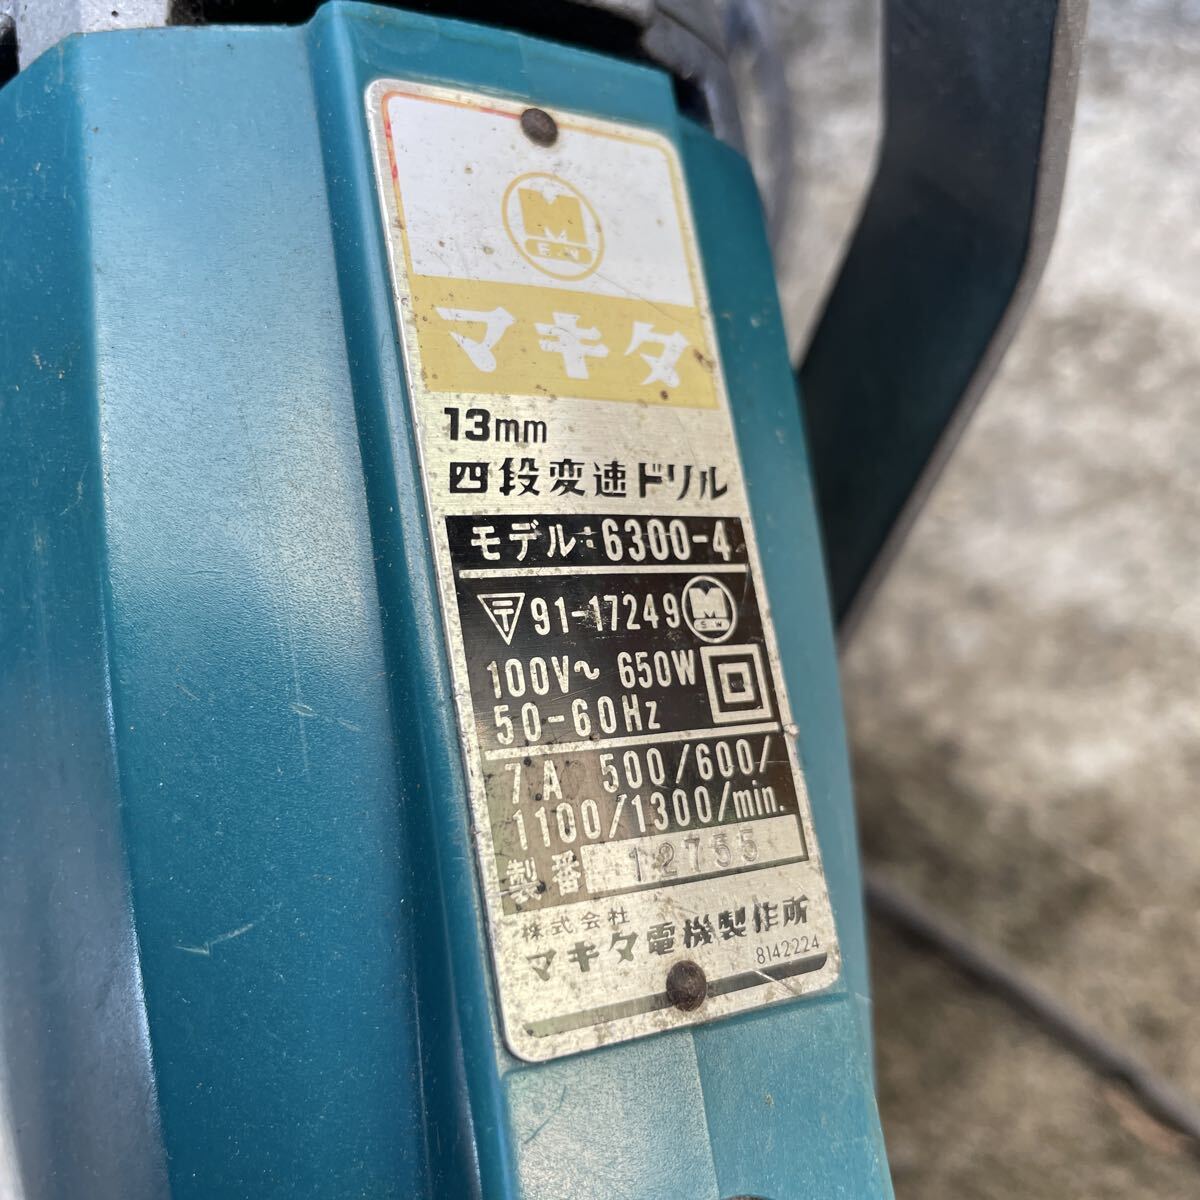 M
E.W
マキタ
13mm
四段変速ドリル
モデル:6300-4
〒 91-17249 M
100V~ 650W
50-60Hz
7A 500/600/
1100/1300/min.
製番 12755
株式会社
マキタ電機製作所
8142224